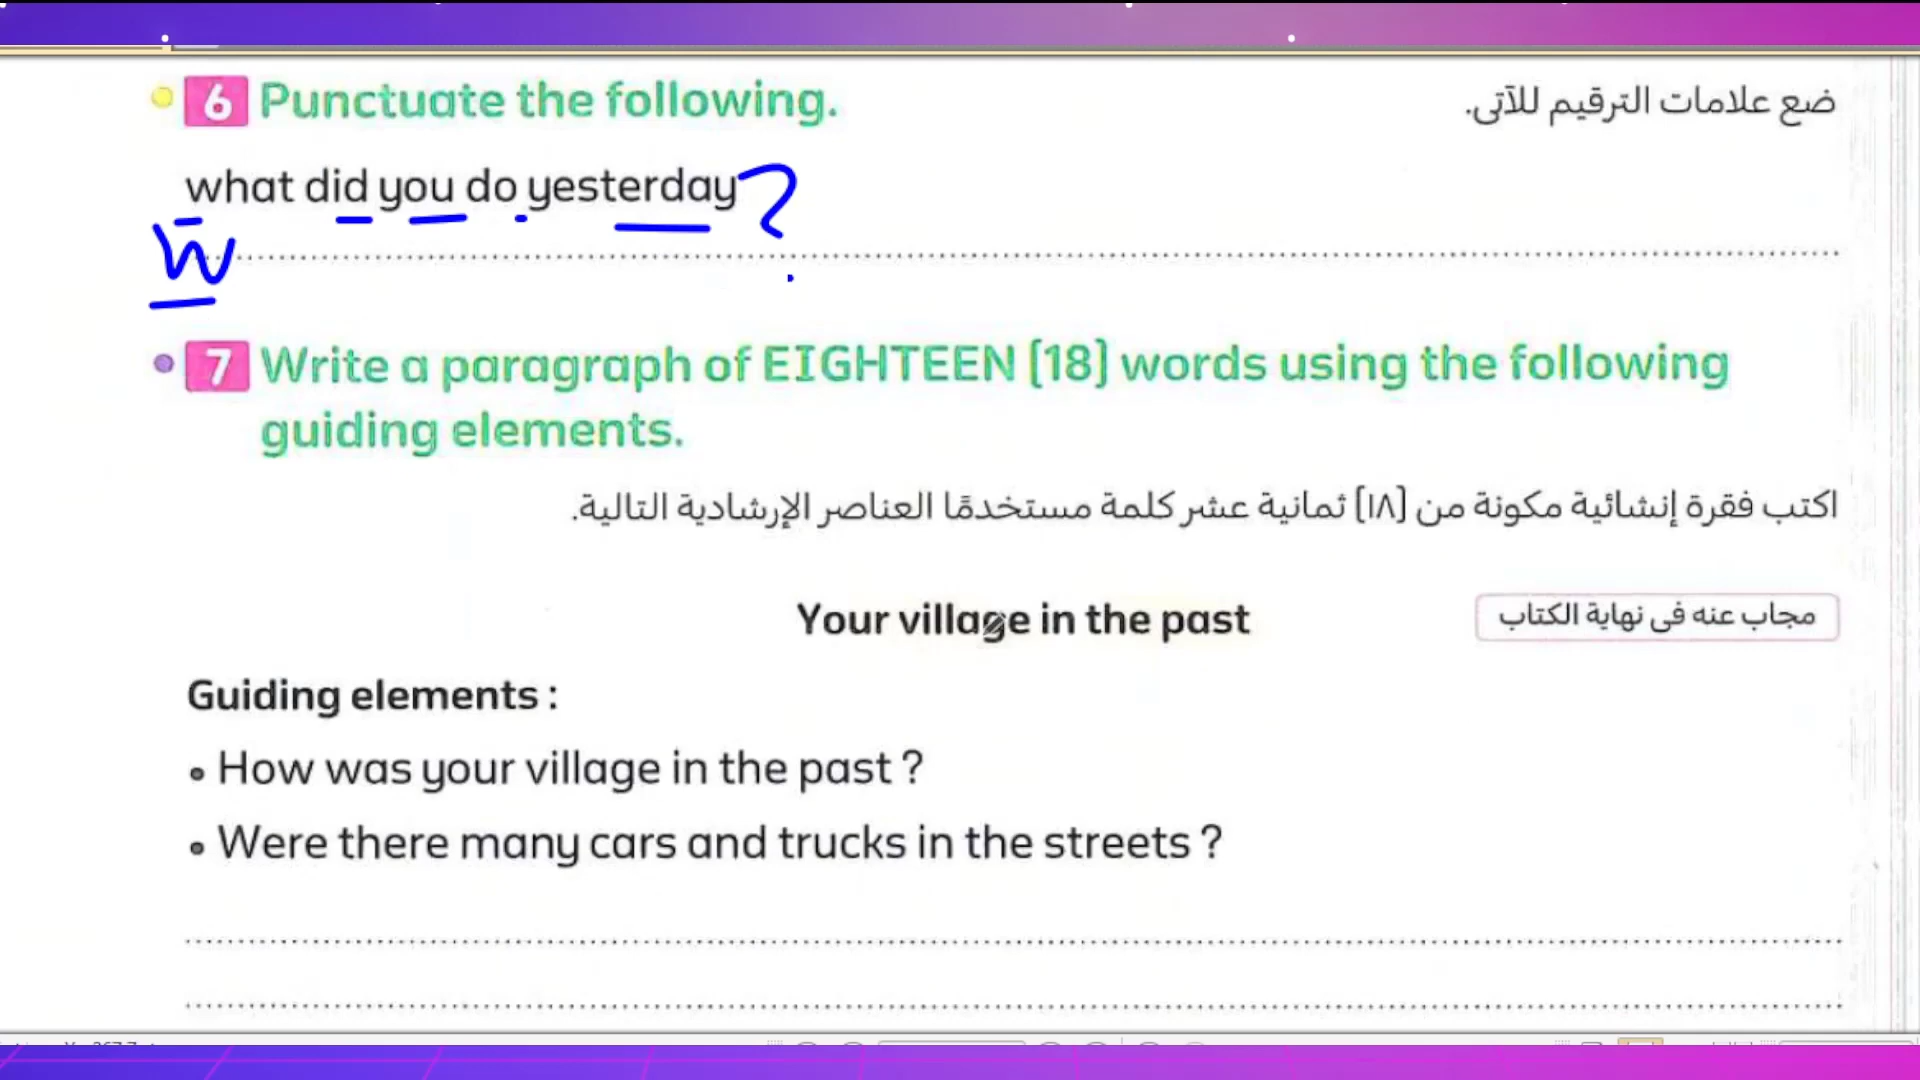 6 Punctuate the following.
ضع علامات الترقيم للآتى.
what did you do yesterday ?
W
7 Write a paragraph of EIGHTEEN [18] words using the following
guiding elements.
اكتب فقرة إنشائية مكونة من [١٨] ثمانية عشر كلمة مستخدمًا العناصر الإرشادية التالية.
Your village in the past
مجاب عنه فى نهاية الكتاب
Guiding elements :
• How was your village in the past ?
• Were there many cars and trucks in the streets ?